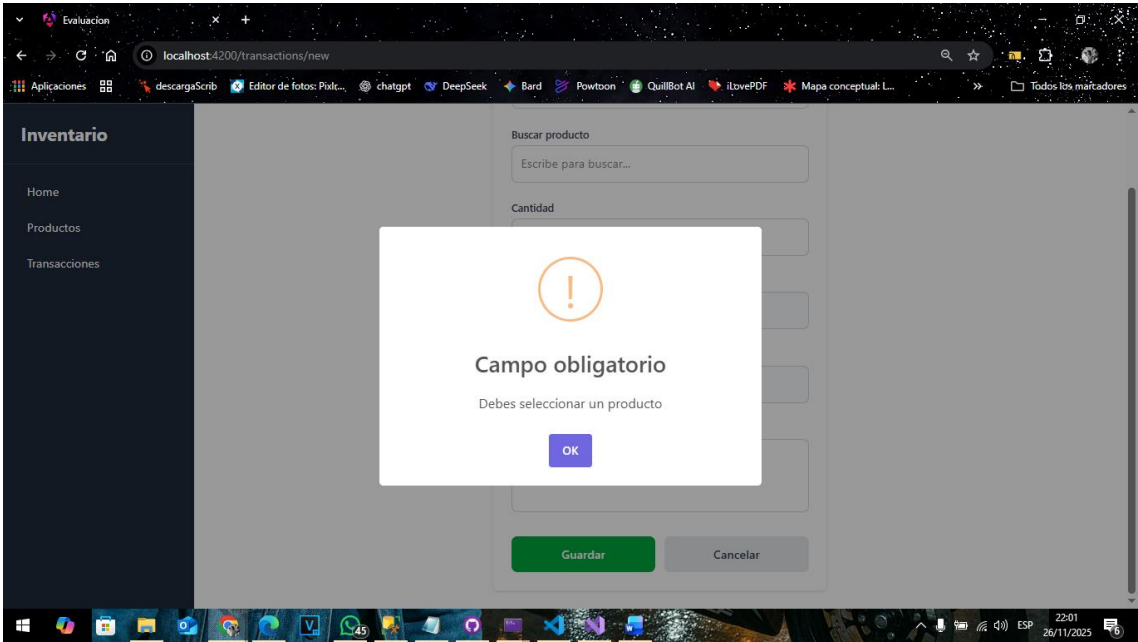 Evaluacion
localhost:4200/transactions/new
Aplicaciones descargaScrib Editor de fotos: Pixlr,... chatgpt DeepSeek Bard Powtoon QuillBot AI iLovePDF Mapa conceptual: L... » Todos los marcadores
Inventario
Home
Productos
Transacciones
Buscar producto
Escribe para buscar...
Cantidad
!
Campo obligatorio
Debes seleccionar un producto
OK
Guardar Cancelar
45
ESP
22:01
26/11/2025
6